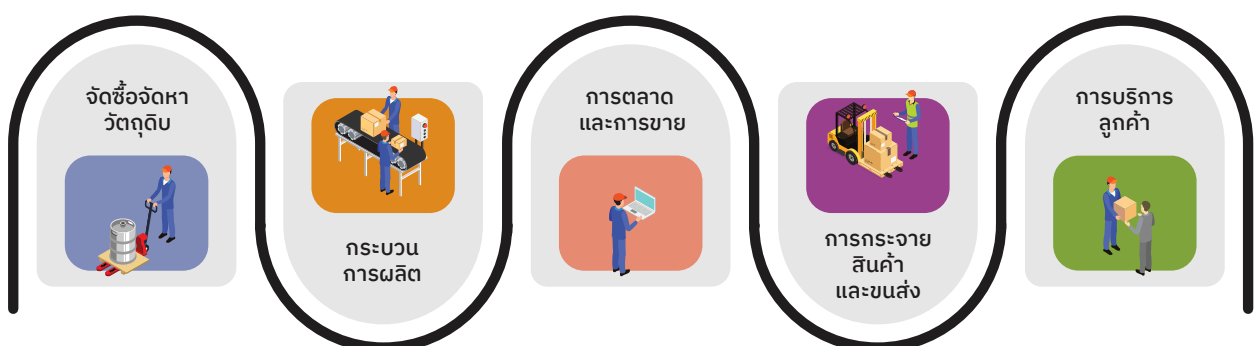 จัดซื้อจัดหา
วัตถุดิบ
กระบวน
การผลิต
การตลาด
และการขาย
การกระจาย
สินค้า
และขนส่ง
การบริการ
ลูกค้า